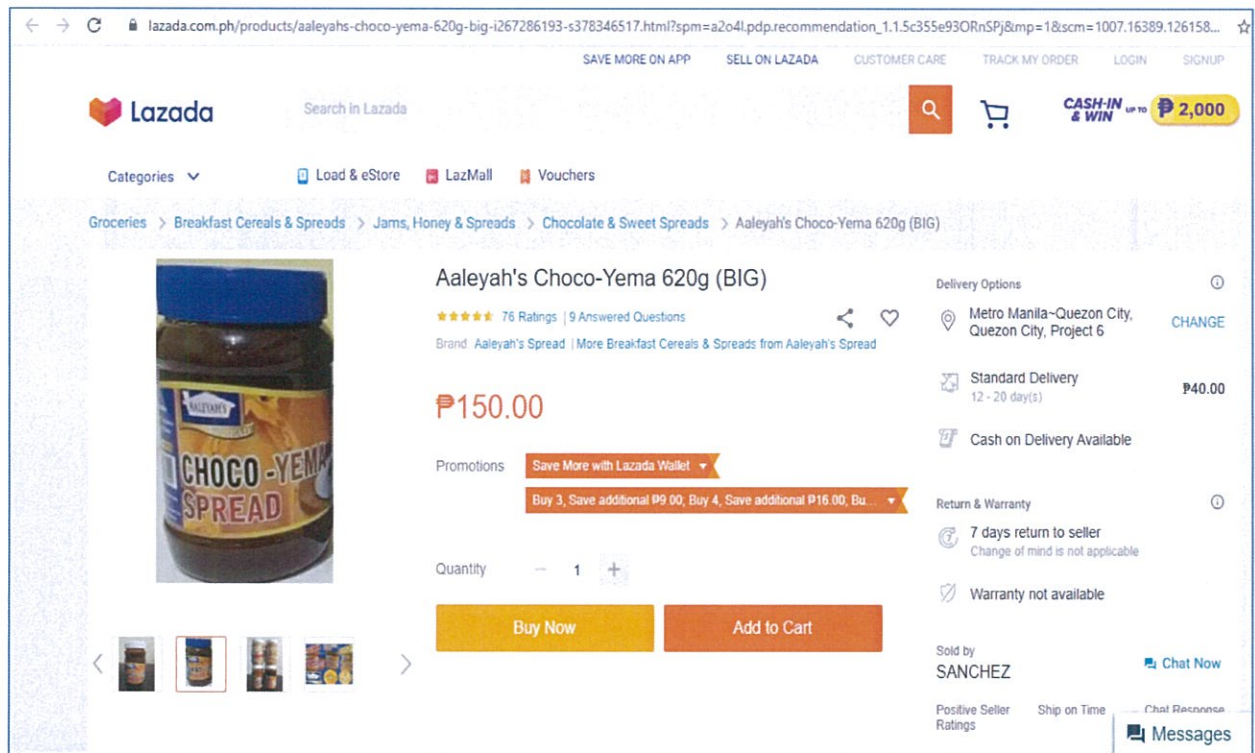 lazada.com.ph/products/aaleyahs-choco-yema-620g-big-i267286193-s378346517.html?spm=a2o4l.pdp.recommendation_1.1.5c355e93ORnSPj&mp=1&scm=1007.16389.126158...
SAVE MORE ON APP SELL ON LAZADA CUSTOMER CARE TRACK MY ORDER LOGIN SIGNUP
Lazada
Search in Lazada
CASH-IN & WIN UP TO ₱ 2,000
Categories Load & eStore LazMall Vouchers
Groceries > Breakfast Cereals & Spreads > Jams, Honey & Spreads > Chocolate & Sweet Spreads > Aaleyah's Choco-Yema 620g (BIG)
AALEYAH'S
CHOCO -YEMA
SPREAD
Aaleyah's Choco-Yema 620g (BIG)
76 Ratings | 9 Answered Questions
Brand: Aaleyah's Spread | More Breakfast Cereals & Spreads from Aaleyah's Spread
₱150.00
Promotions Save More with Lazada Wallet
Buy 3, Save additional ₱9.00; Buy 4, Save additional ₱16.00; Bu...
Quantity − 1 +
Buy Now Add to Cart
Delivery Options
Metro Manila~Quezon City, CHANGE
Quezon City, Project 6
Standard Delivery ₱40.00
12 - 20 day(s)
Cash on Delivery Available
Return & Warranty
7 days return to seller
Change of mind is not applicable
Warranty not available
Sold by
SANCHEZ Chat Now
Positive Seller Ship on Time Chat Response
Ratings
Messages